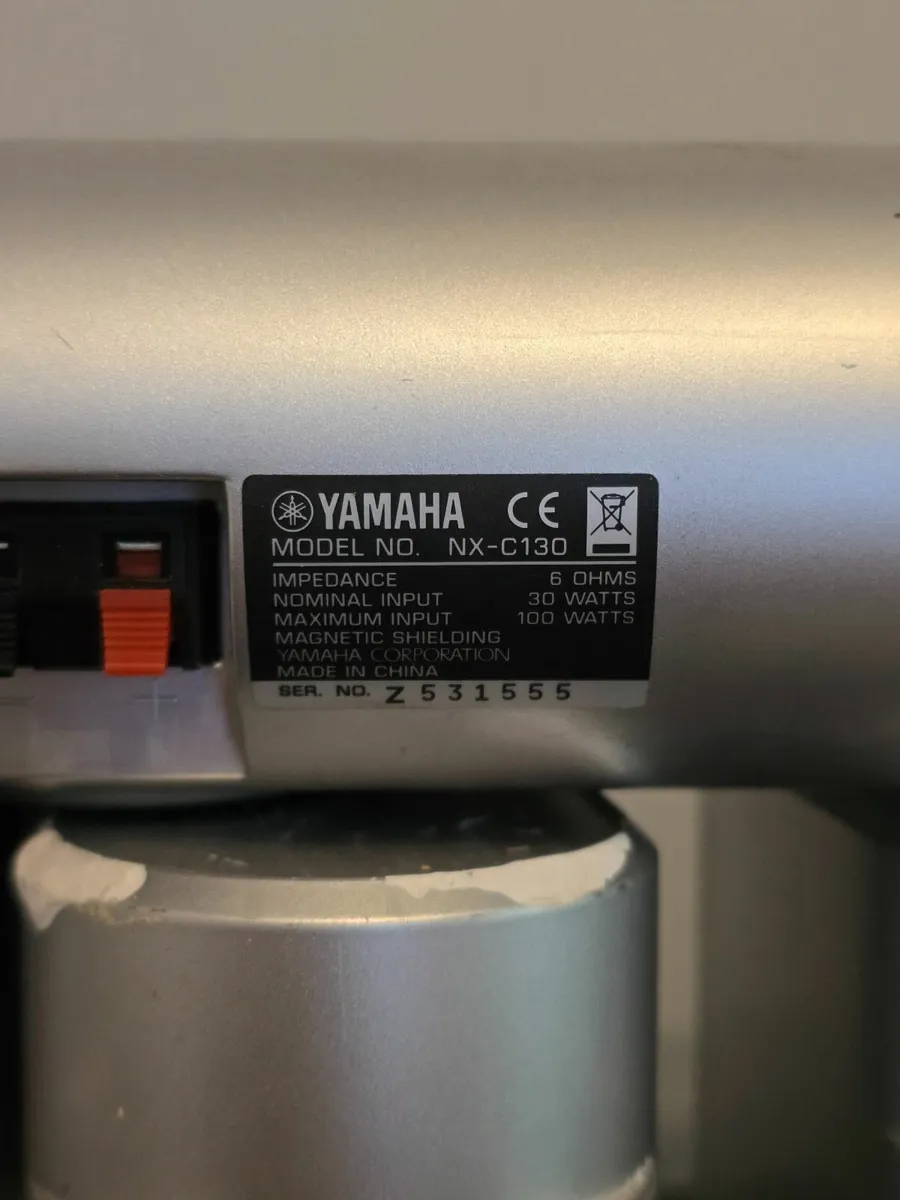 YAMAHA CE
MODEL NO. NX-C130
IMPEDANCE 6 OHMS
NOMINAL INPUT 30 WATTS
MAXIMUM INPUT 100 WATTS
MAGNETIC SHIELDING
YAMAHA CORPORATION
MADE IN CHINA
SER. NO. Z531555